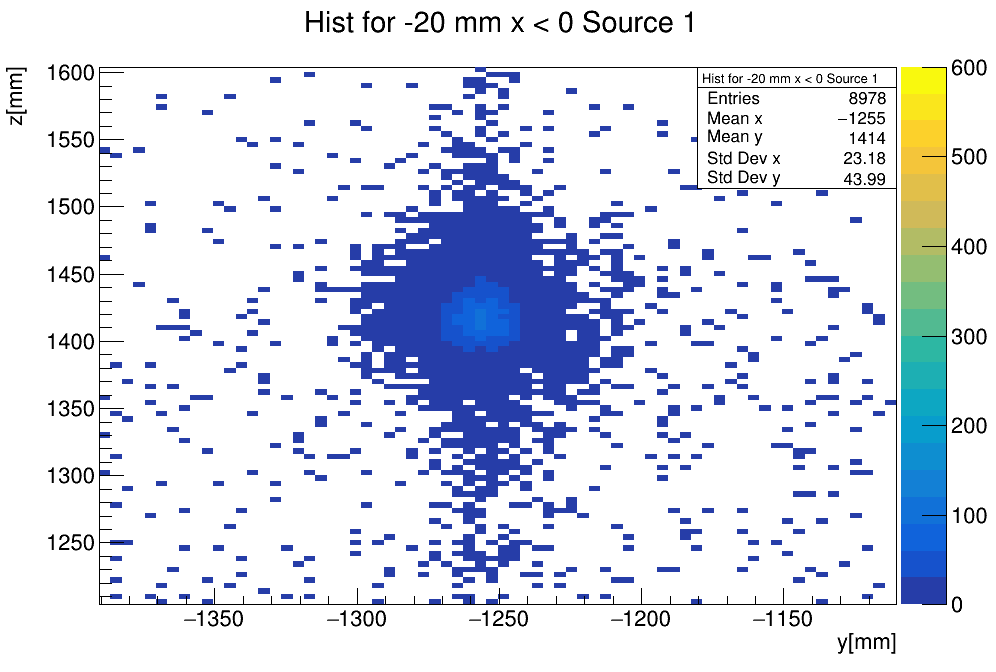 Hist for -20 mm x < 0 Source 1
z[mm]
1600
1550
1500
1450
1400
1350
1300
1250
Hist for -20 mm x < 0 Source 1
Entries 8978
Mean x −1255
Mean y 1414
Std Dev x 23.18
Std Dev y 43.99
600
500
400
300
200
100
0
−1350 −1300 −1250 −1200 −1150
y[mm]